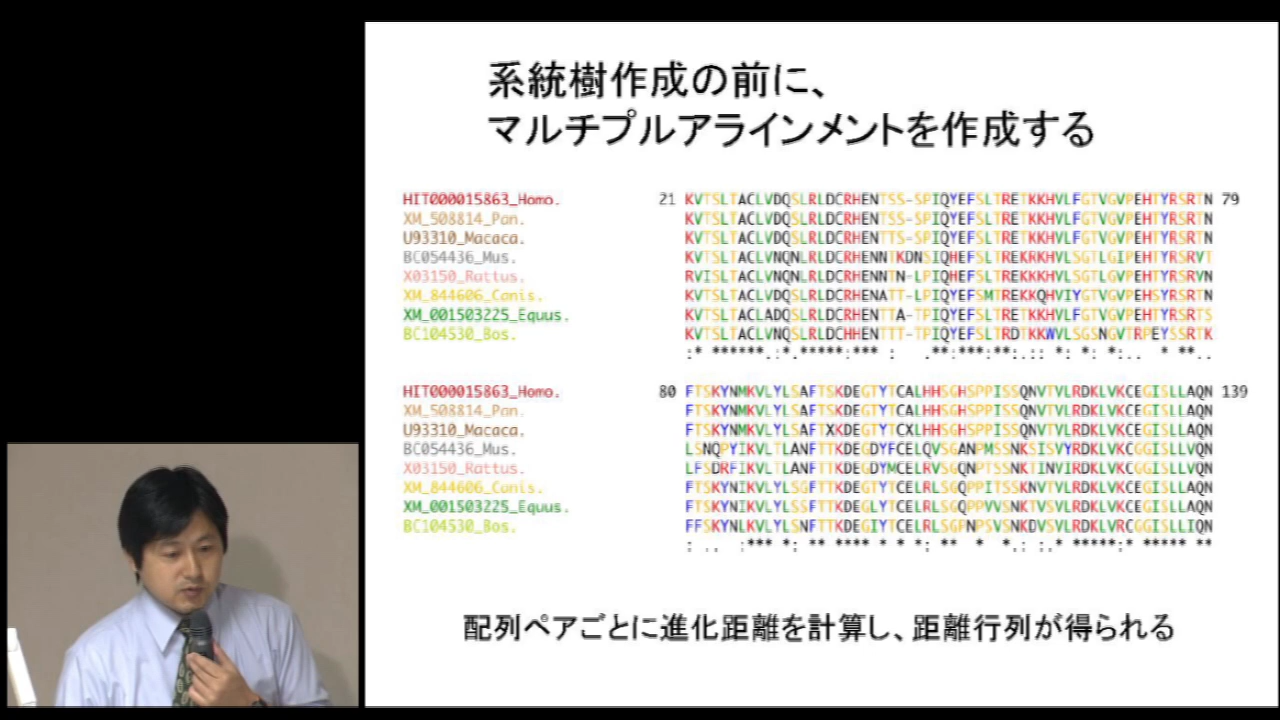 系統樹作成の前に、
マルチプルアラインメントを作成する
HIT000015863_Homo. 21 KVTSLTACLVDQSLRLDCRHENTSS-SPIQYEFSLTRETKKHVLFGTVGVPEHTYRSRTN 79
XM_508814_Pan. KVTSLTACLVDQSLRLDCRHENTSS-SPIQYEFSLTRETKKHVLFGTVGVPEHTYRSRTN
U93310_Macaca. KVTSLTACLVDQSLRLDCRHENTTS-SPIQYEFSLTRETKKHVLFGTVGVPEHTYRSRTN
BC054436_Mus. KVTSLTACLVNQNLRLDCRHENNTKDNSIQHEFSLTREKRKHVLSGTLGIPEHTYRSRVT
X03150_Rattus. RVISLTACLVNQNLRLDCRHENNTN-LPIQHEFSLTREKKKHVLSGTLGVPEHTYRSRVN
XM_844606_Canis. KVTSLTACLVDQSLRLDCRHENATT-LPIQYEFSMTREKKQHVIYGTVGVPEHSYRSRTN
XM_001503225_Equus. KVTSLTACLADQSLRLDCRHENTTA-TPIQYEFSLTRETKKHVLFGTVGVPEHTYRSRTS
BC104530_Bos. KVTSLTACLVNQSLRLDCHHENTTT-TPIQYEFSLTRDTKKWVLSGSNGVTRPEYSSRTK
:* ******.:*.*****:*** : .**:***:**:.:: *: *: *:.. * **..
HIT000015863_Homo. 80 FTSKYNMKVLYLSAFTSKDEGTYTCALHHSGHSPPISSQNVTVLRDKLVKCEGISLLAQN 139
XM_508814_Pan. FTSKYNMKVLYLSAFTSKDEGTYTCALHHSGHSPPISSQNVTVLRDKLVKCEGISLLAQN
U93310_Macaca. FTSKYNMKVLYLSAFTXKDEGTYTCXLHHSGHSPPISSQNVTVLRDKLVKCEGISLLAQN
BC054436_Mus. LSNQPYIKVLTLANFTTKDEGDYFCELQVSGANPMSSNKSISVYRDKLVKCGGISLLVQN
X03150_Rattus. LFSDRFIKVLTLANFTTKDEGDYMCELRVSGQNPTSSNKTINVIRDKLVKCGGISLLVQN
XM_844606_Canis. FTSKYNIKVLYLSGFTTKDEGTYTCELRLSGQPPITSSKNVTVLRDKLVKCEGISLLAQN
XM_001503225_Equus. FTSKYNIKVLYLSAFTTKDEGLYTCELRLSGQPPVVSNKSTVLRDKLVKCEGISLLAQN
BC104530_Bos. FFSKYNLKVLYLSNFTTKDEGIYTCELRLSGPNPSVSNKDVSVLRDKLVRCGGISLLIQN
: .. :*** *: ** **** * * *: ** * *.: :.* *****:* ***** **
配列ペアごとに進化距離を計算し、距離行列が得られる